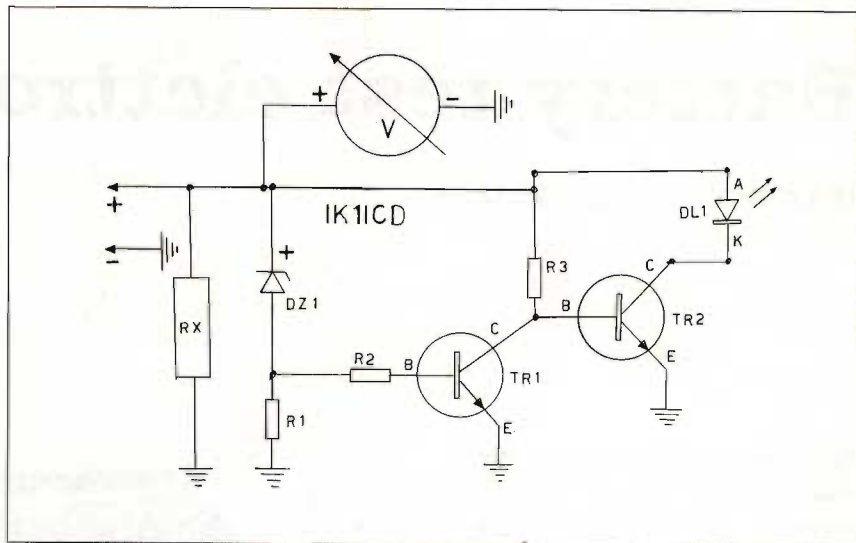 +
-
V
+
IK1ICD
A
DL1
K
-
+
R3
C
DZ1
B
TR2
RX
C
E
R2
B
TR1
R1
E